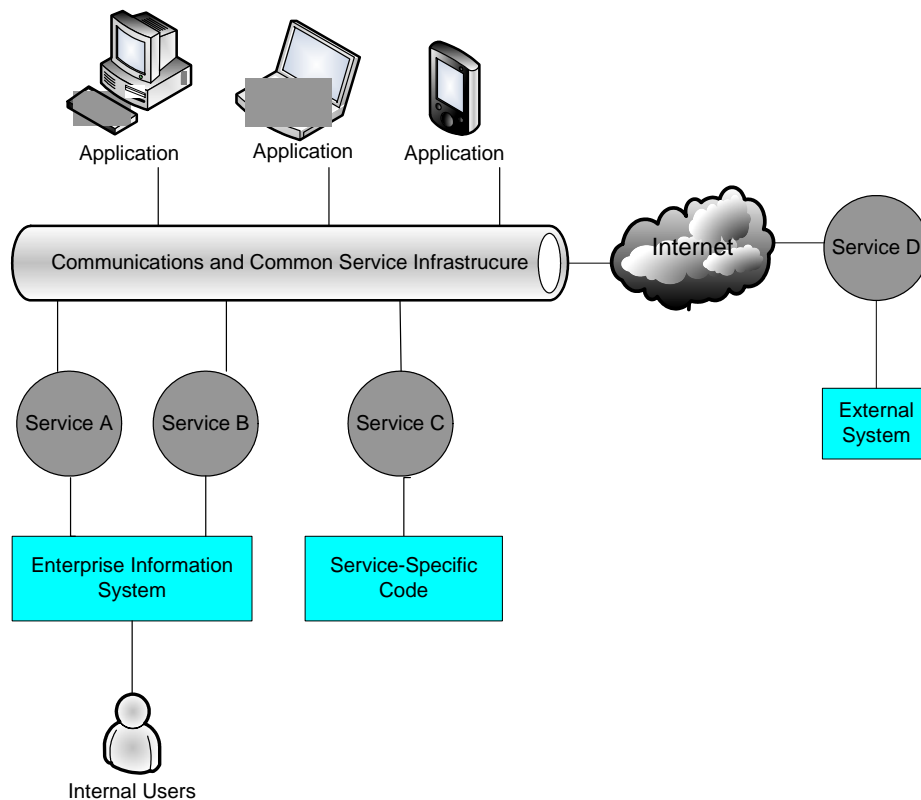 Application
Application
Application
Communications and Common Service Infrastrucure
Internet
Service D
Service A
Service B
Service C
External
System
Enterprise Information
System
Service-Specific
Code
Internal Users